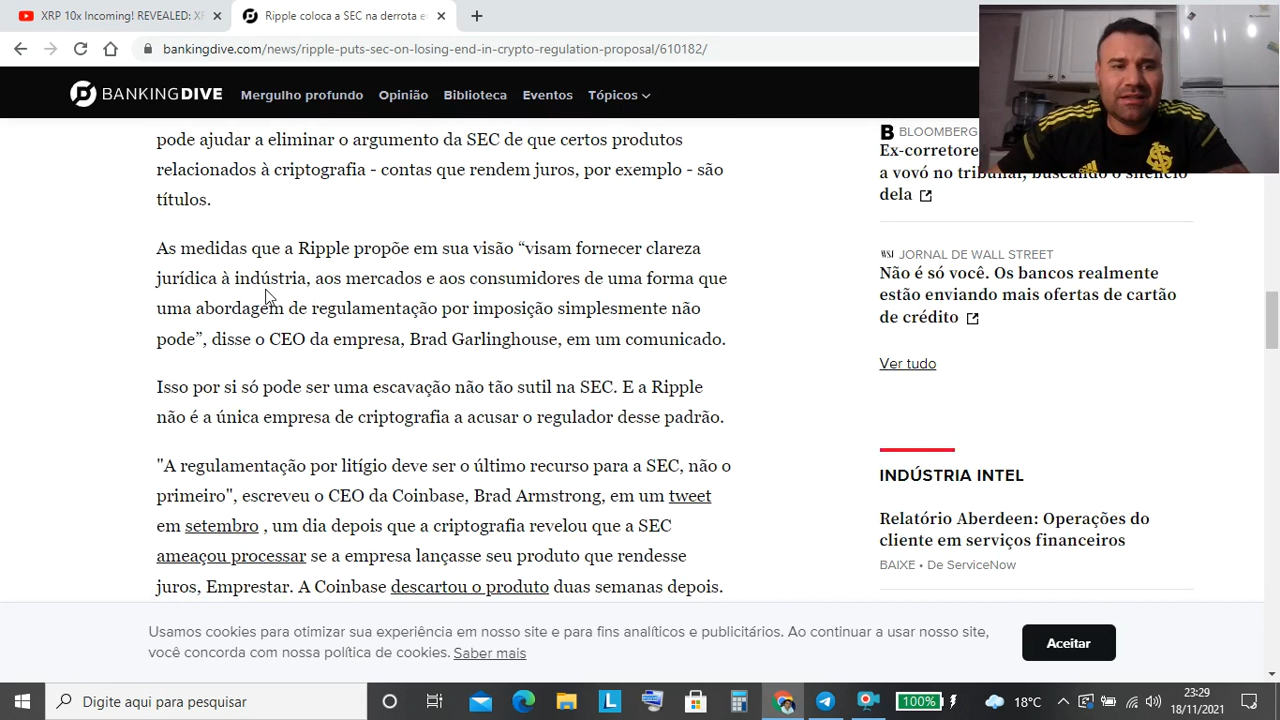 XRP 10x Incoming! REVEALED: XR
Ripple coloca a SEC na derrota e
bankingdive.com/news/ripple-puts-sec-on-losing-end-in-crypto-regulation-proposal/610182/
BANKINGDIVE Mergulho profundo Opinião Biblioteca Eventos Tópicos
pode ajudar a eliminar o argumento da SEC de que certos produtos
relacionados à criptografia - contas que rendem juros, por exemplo - são
títulos.
As medidas que a Ripple propõe em sua visão “visam fornecer clareza
jurídica à indústria, aos mercados e aos consumidores de uma forma que
uma abordagem de regulamentação por imposição simplesmente não
pode”, disse o CEO da empresa, Brad Garlinghouse, em um comunicado.
Isso por si só pode ser uma escavação não tão sutil na SEC. E a Ripple
não é a única empresa de criptografia a acusar o regulador desse padrão.
"A regulamentação por litígio deve ser o último recurso para a SEC, não o
primeiro", escreveu o CEO da Coinbase, Brad Armstrong, em um tweet
em setembro , um dia depois que a criptografia revelou que a SEC
ameaçou processar se a empresa lançasse seu produto que rendesse
juros, Emprestar. A Coinbase descartou o produto duas semanas depois.
B BLOOMBERG
Ex-corretore
a vovó no tribunal, buscando o silêncio
dela
WSJ JORNAL DE WALL STREET
Não é só você. Os bancos realmente
estão enviando mais ofertas de cartão
de crédito
Ver tudo
INDÚSTRIA INTEL
Relatório Aberdeen: Operações do
cliente em serviços financeiros
BAIXE • De ServiceNow
Usamos cookies para otimizar sua experiência em nosso site e para fins analíticos e publicitários. Ao continuar a usar nosso site,
você concorda com nossa política de cookies. Saber mais
Aceitar
Digite aqui para pesquisar
100%
18°C
23:29
18/11/2021